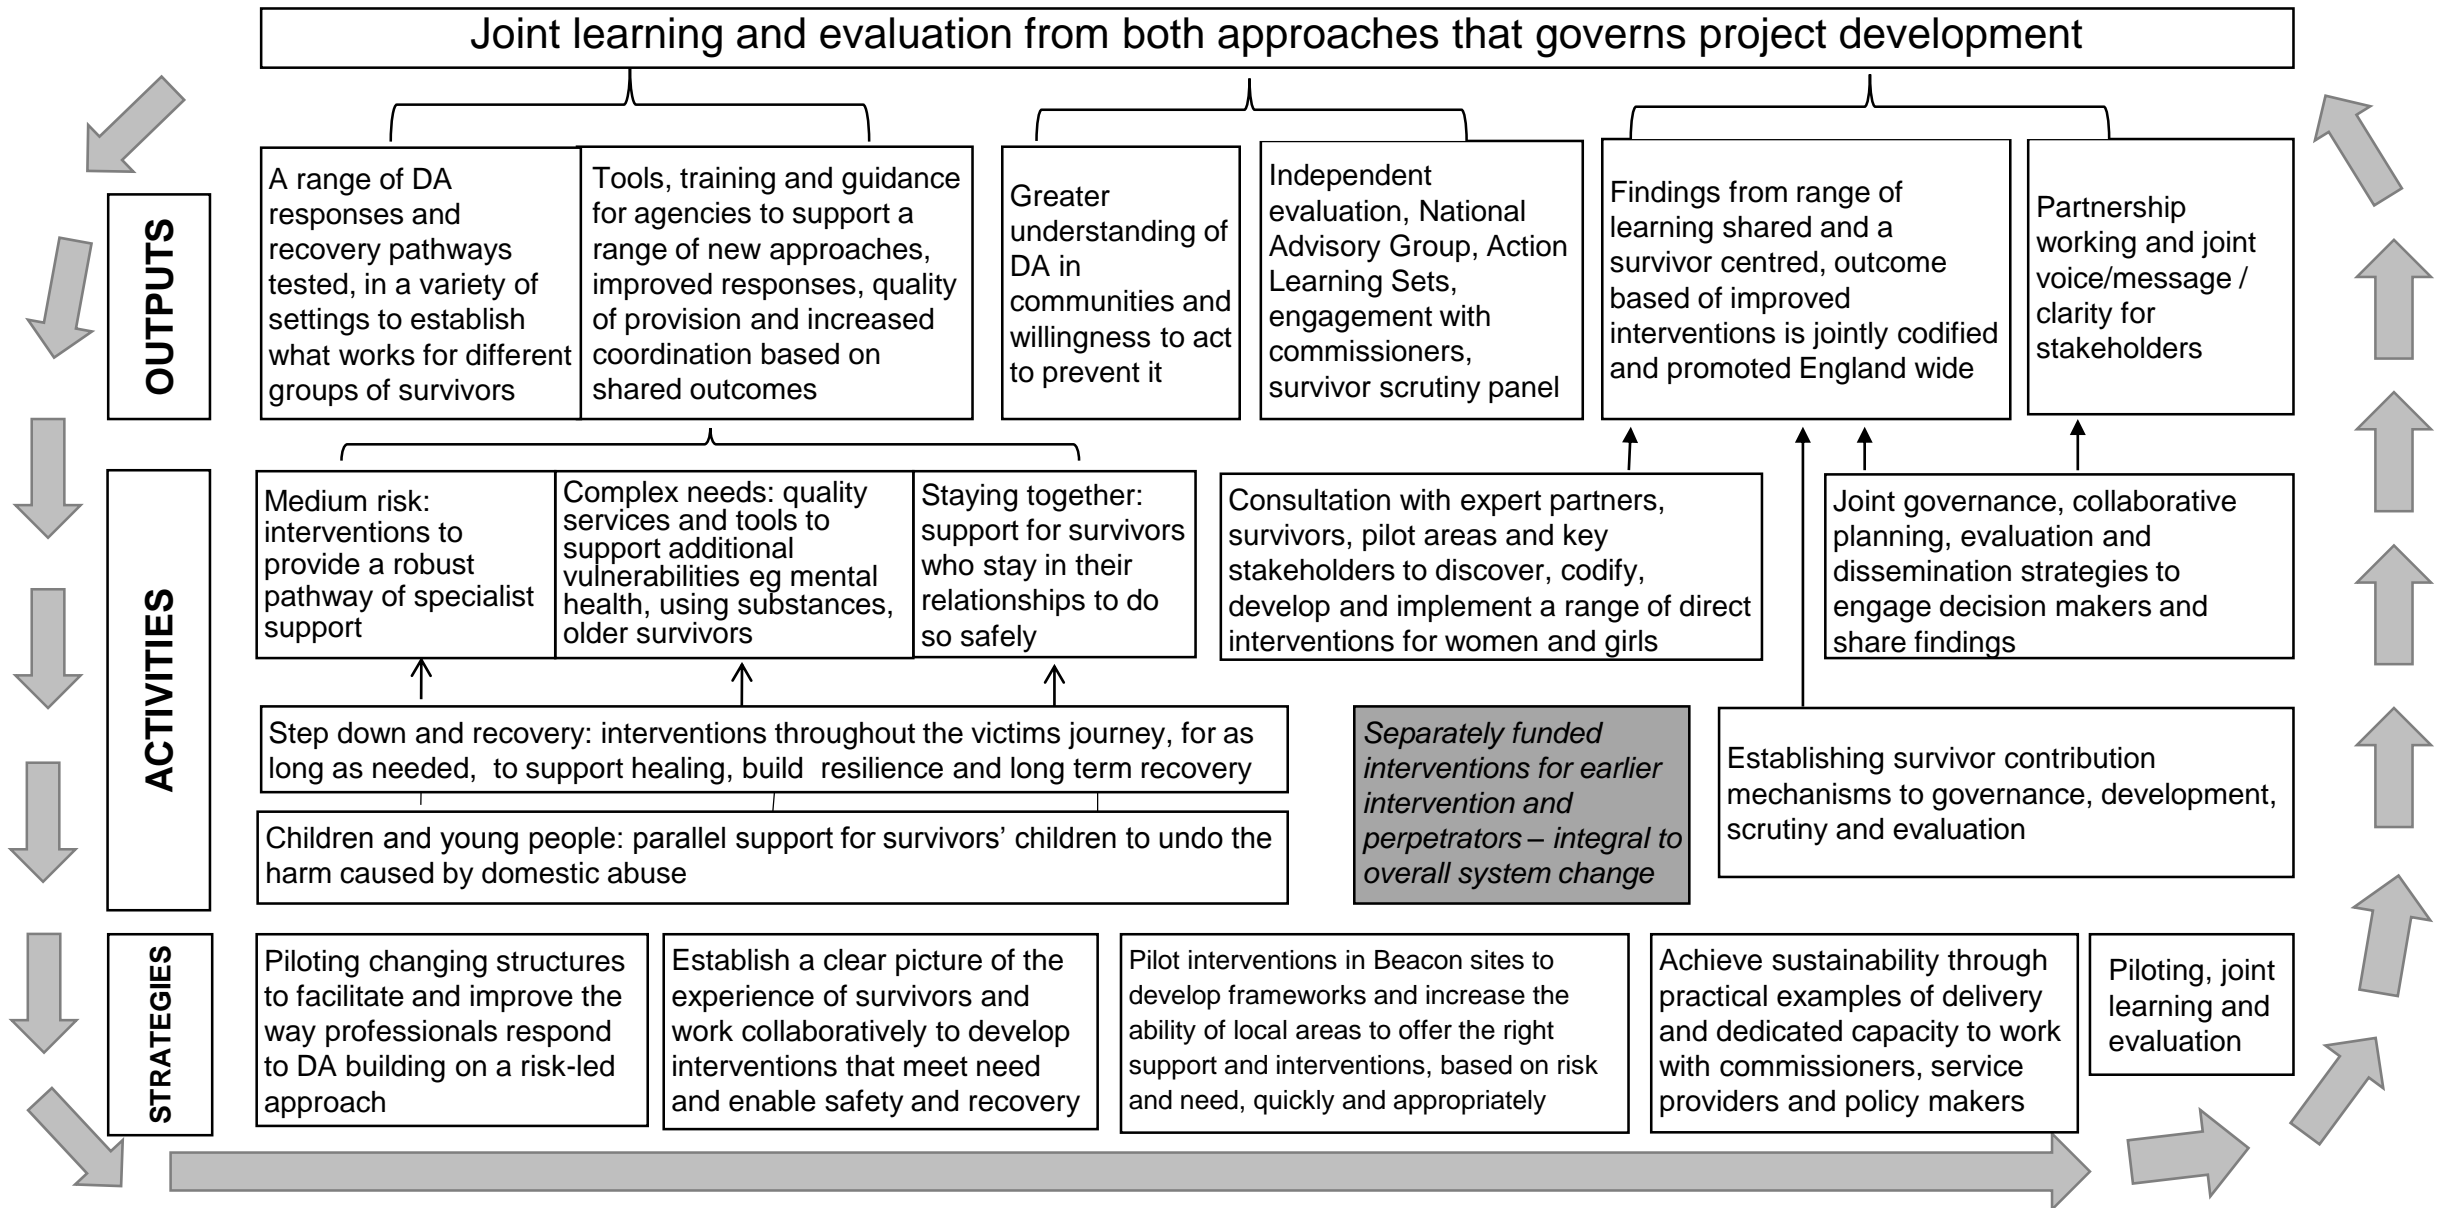 Joint learning and evaluation from both approaches that governs project development
OUTPUTS
A range of DA
responses and
recovery pathways
tested, in a variety of
settings to establish
what works for different
groups of survivors
Tools, training and guidance
for agencies to support a
range of new approaches,
improved responses, quality
of provision and increased
coordination based on
shared outcomes
Greater
understanding of
DA in
communities and
willingness to act
to prevent it
Independent
evaluation, National
Advisory Group, Action
Learning Sets,
engagement with
commissioners,
survivor scrutiny panel
Findings from range of
learning shared and a
survivor centred, outcome
based of improved
interventions is jointly codified
and promoted England wide
Partnership
working and joint
voice/message /
clarity for
stakeholders
ACTIVITIES
Medium risk:
interventions to
provide a robust
pathway of specialist
support
Complex needs: quality
services and tools to
support additional
vulnerabilities eg mental
health, using substances,
older survivors
Staying together:
support for survivors
who stay in their
relationships to do
so safely
Consultation with expert partners,
survivors, pilot areas and key
stakeholders to discover, codify,
develop and implement a range of direct
interventions for women and girls
Joint governance, collaborative
planning, evaluation and
dissemination strategies to
engage decision makers and
share findings
Step down and recovery: interventions throughout the victims journey, for as
long as needed, to support healing, build resilience and long term recovery
Children and young people: parallel support for survivors’ children to undo the
harm caused by domestic abuse
Separately funded
interventions for earlier
intervention and
perpetrators – integral to
overall system change
Establishing survivor contribution
mechanisms to governance, development,
scrutiny and evaluation
STRATEGIES
Piloting changing structures
to facilitate and improve the
way professionals respond
to DA building on a risk-led
approach
Establish a clear picture of the
experience of survivors and
work collaboratively to develop
interventions that meet need
and enable safety and recovery
Pilot interventions in Beacon sites to
develop frameworks and increase the
ability of local areas to offer the right
support and interventions, based on risk
and need, quickly and appropriately
Achieve sustainability through
practical examples of delivery
and dedicated capacity to work
with commissioners, service
providers and policy makers
Piloting, joint
learning and
evaluation